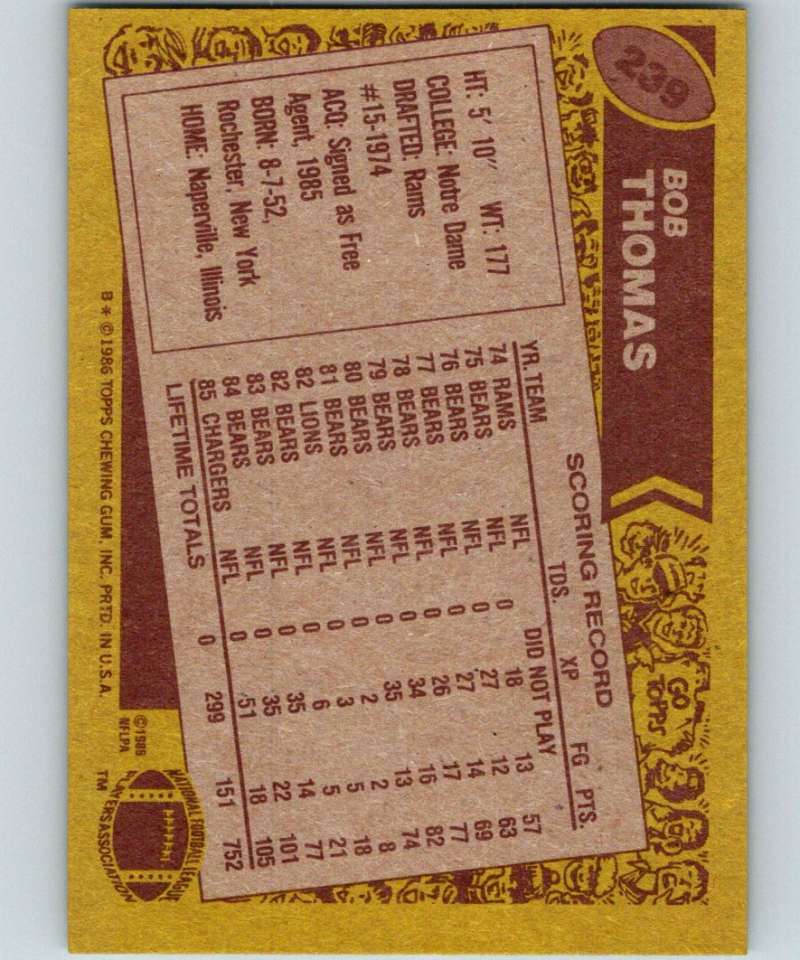 239
BOB
THOMAS
HT: 5' 10" WT: 177
COLLEGE: Notre Dame
DRAFTED: Rams
#15-1974
ACQ: Signed as Free
Agent, 1985
BORN: 8-7-52,
Rochester, New York
HOME: Naperville, Illinois
SCORING RECORD
YR. TEAM TDS. XP FG PTS.
74 RAMS NFL DID NOT PLAY
75 BEARS NFL 0 18 13 57
76 BEARS NFL 0 27 12 63
77 BEARS NFL 0 27 14 69
78 BEARS NFL 0 26 17 77
79 BEARS NFL 0 34 16 82
80 BEARS NFL 0 35 13 74
81 BEARS NFL 0 2 2 8
82 LIONS NFL 0 3 5 18
82 BEARS NFL 0 6 5 21
83 BEARS NFL 0 35 14 77
84 BEARS NFL 0 35 22 101
85 CHARGERS NFL 0 51 18 105
LIFETIME TOTALS 0 299 151 752
GO
TOPPS
B * ©1986 TOPPS CHEWING GUM, INC. PRTD. IN U.S.A.
©1986
NFLPA
NATIONAL FOOTBALL LEAGUE
PLAYERS ASSOCIATION
TM